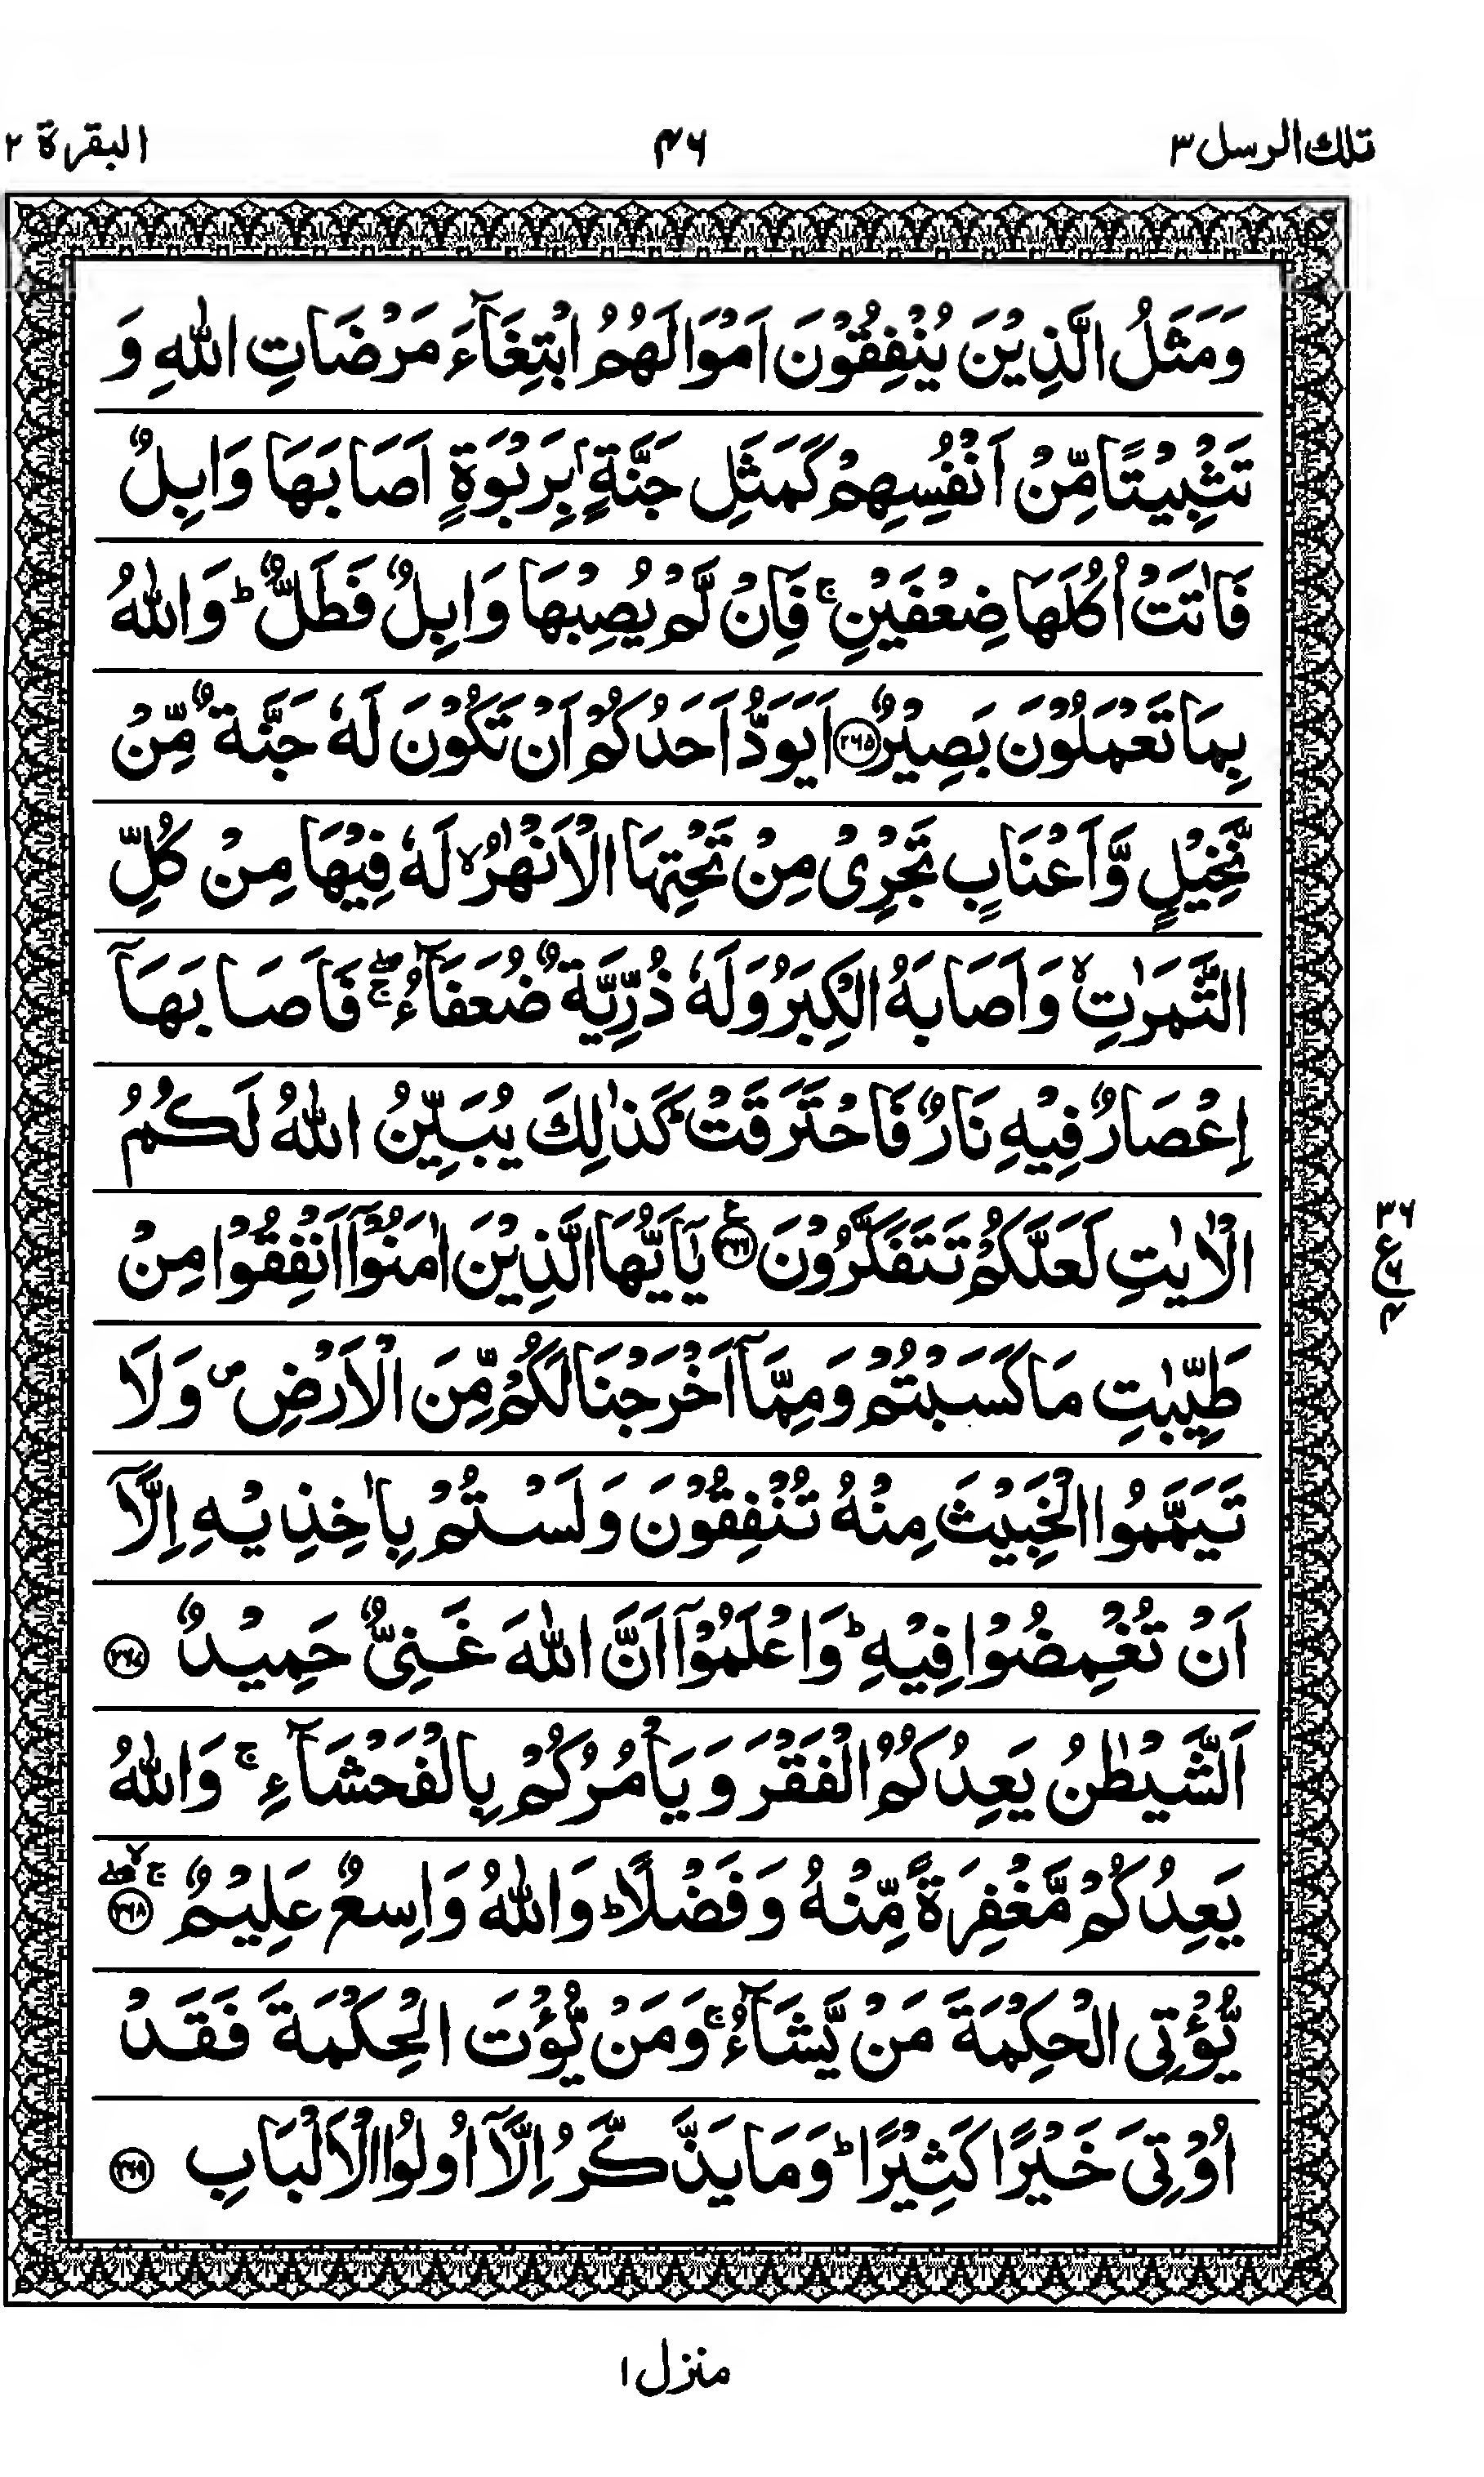 تلك الرسل ٣
٤٦
البقرة ٢
وَمَثَلُ الَّذِيْنَ يُنْفِقُوْنَ اَمْوَالَهُمُ ابْتِغَآءَ مَرْضَاتِ اللّٰهِ وَ
تَثْبِيْتًا مِّنْ اَنْفُسِهِمْ كَمَثَلِ جَنَّةٍۭ بِرَبْوَةٍ اَصَابَهَا وَابِلٌ
فَاٰتَتْ اُكُلَهَا ضِعْفَيْنِ ۚ فَاِنْ لَّمْ يُصِبْهَا وَابِلٌ فَطَلٌّ ؕ وَاللّٰهُ
بِمَا تَعْمَلُوْنَ بَصِيْرٌ ﴿٢٦٥﴾ اَيَوَدُّ اَحَدُكُمْ اَنْ تَكُوْنَ لَهٗ جَنَّةٌ مِّنْ
نَّخِيْلٍ وَّاَعْنَابٍ تَجْرِيْ مِنْ تَحْتِهَا الْاَنْهٰرُ ۙ لَهٗ فِيْهَا مِنْ كُلِّ
الثَّمَرٰتِ ۙ وَاَصَابَهُ الْكِبَرُ وَلَهٗ ذُرِّيَّةٌ ضُعَفَآءُ ۖۚ فَاَصَابَهَاۤ
اِعْصَارٌ فِيْهِ نَارٌ فَاحْتَرَقَتْ ؕ كَذٰلِكَ يُبَيِّنُ اللّٰهُ لَكُمُ
الْاٰيٰتِ لَعَلَّكُمْ تَتَفَكَّرُوْنَ ﴿٢٦٦﴾ ع يٰۤاَيُّهَا الَّذِيْنَ اٰمَنُوْۤا اَنْفِقُوْا مِنْ
٣٦
ع
٦
٤
طَيِّبٰتِ مَا كَسَبْتُمْ وَمِمَّاۤ اَخْرَجْنَا لَكُمْ مِّنَ الْاَرْضِ ۪ وَلَا
تَيَمَّمُوا الْخَبِيْثَ مِنْهُ تُنْفِقُوْنَ وَلَسْتُمْ بِاٰخِذِيْهِ اِلَّاۤ
اَنْ تُغْمِضُوْا فِيْهِ ؕ وَاعْلَمُوْۤا اَنَّ اللّٰهَ غَنِيٌّ حَمِيْدٌ ﴿٢٦٧﴾
اَلشَّيْطٰنُ يَعِدُكُمُ الْفَقْرَ وَيَاْمُرُكُمْ بِالْفَحْشَآءِ ۚ وَاللّٰهُ
يَعِدُكُمْ مَّغْفِرَةً مِّنْهُ وَفَضْلًا ؕ وَاللّٰهُ وَاسِعٌ عَلِيْمٌ ﴿٢٦٨﴾ ۖۙۚ
يُّؤْتِي الْحِكْمَةَ مَنْ يَّشَآءُ ۚ وَمَنْ يُّؤْتَ الْحِكْمَةَ فَقَدْ
اُوْتِيَ خَيْرًا كَثِيْرًا ؕ وَمَا يَذَّكَّرُ اِلَّاۤ اُولُوا الْاَلْبَابِ ﴿٢٦٩﴾
منزل ١